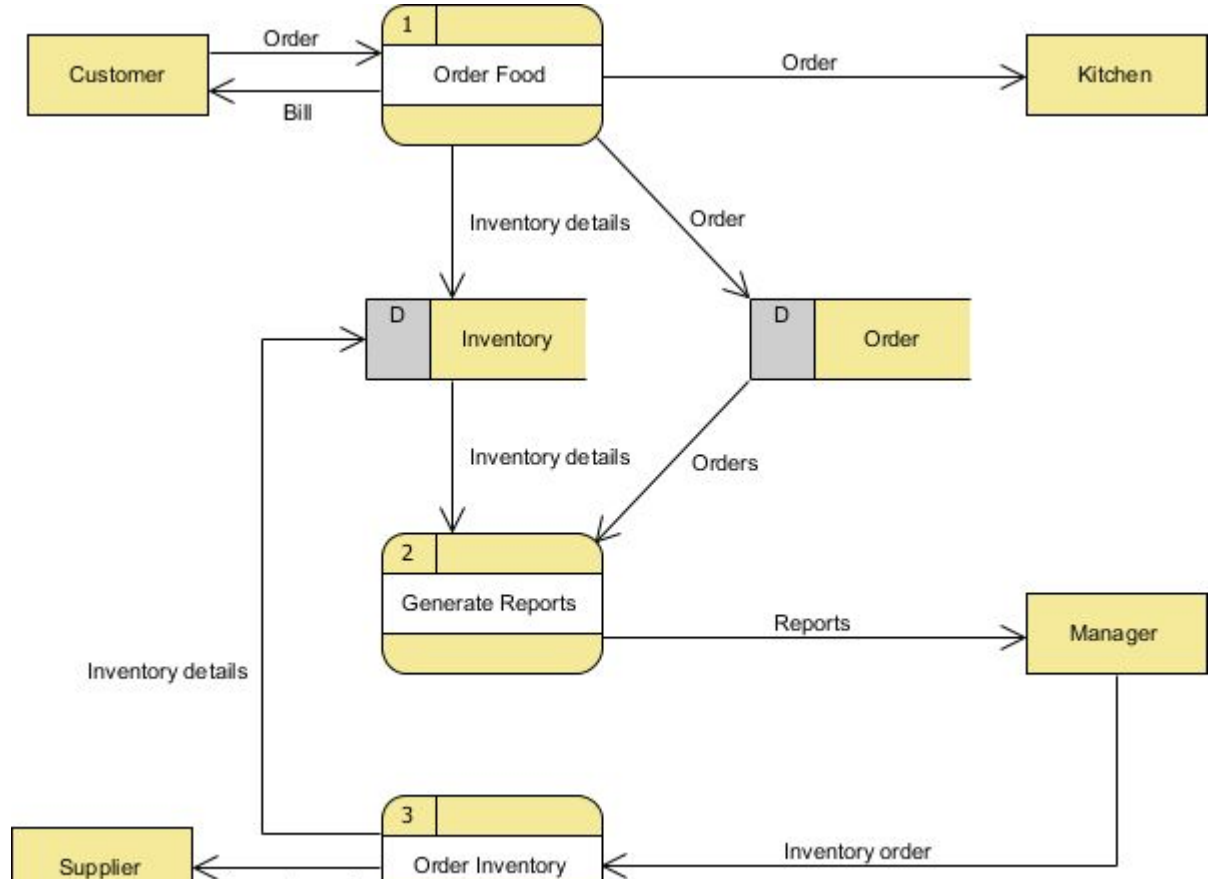 1
Order
Customer
Order Food
Order
Kitchen
Bill
Inventory details
Order
D
Inventory
D
Order
Inventory details
Orders
2
Generate Reports
Reports
Manager
Inventory details
3
Inventory order
Supplier
Order Inventory